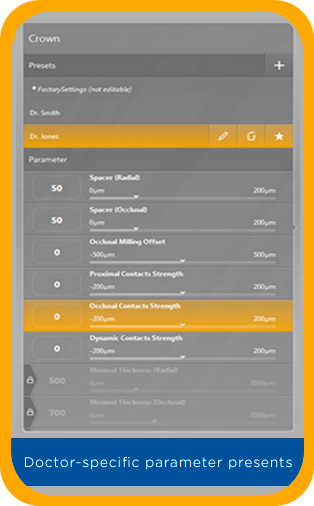 Crown
Presets +
* FactorySettings (not editable)
Dr. Smith
Dr. Jones
Parameter
Spacer (Radial)
50
0µm 200µm
Spacer (Occlusal)
50
0µm 200µm
Occlusal Milling Offset
0
-500µm 500µm
Proximal Contacts Strength
0
-200µm 200µm
Occlusal Contacts Strength
0
-200µm 200µm
Dynamic Contacts Strength
0
-200µm 200µm
Minimal Thickness (Radial)
500
0µm 2000µm
Minimal Thickness (Occlusal)
700
0µm 2000µm
Doctor-specific parameter presents